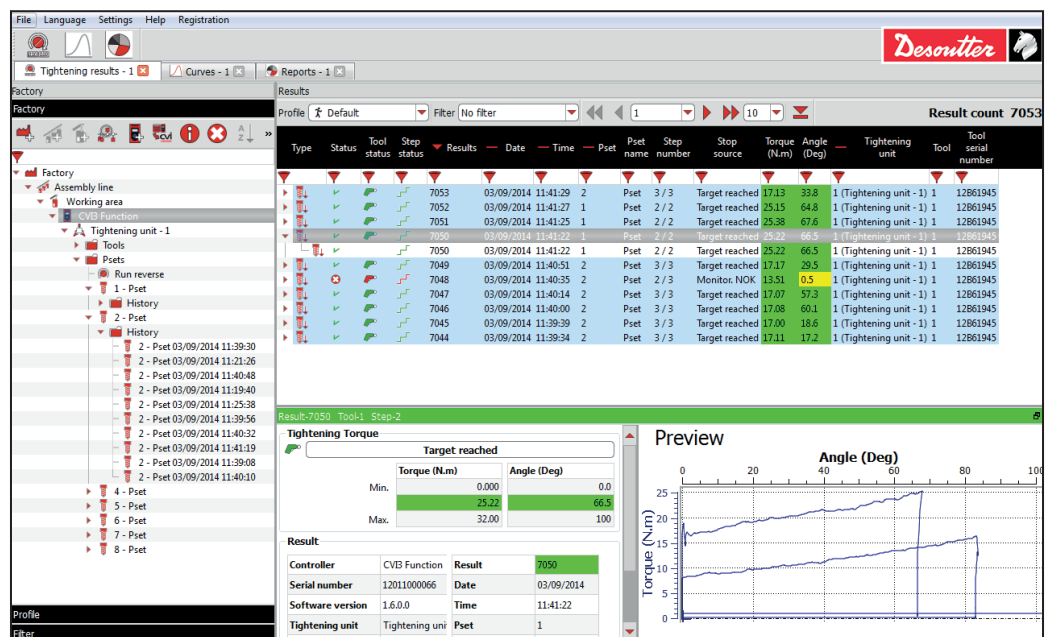 File Language Settings Help Registration
Desoutter
Tightening results - 1 Curves - 1 Reports - 1
Factory
Factory
Results
Profile Default Filter No filter 1 10 Result count 7053
Type Status Tool status Step status Results Date Time Pset Pset name Step number Stop source Torque (N.m) Angle (Deg) Tightening unit Tool Tool serial number
7053 03/09/2014 11:41:29 2 Pset 3 / 3 Target reached 17.13 33.8 1 (Tightening unit - 1) 1 12B61945
7052 03/09/2014 11:41:27 1 Pset 2 / 2 Target reached 25.15 64.8 1 (Tightening unit - 1) 1 12B61945
7051 03/09/2014 11:41:25 1 Pset 2 / 2 Target reached 25.38 67.6 1 (Tightening unit - 1) 1 12B61945
7050 03/09/2014 11:41:22 1 Pset 2 / 2 Target reached 25.22 66.5 1 (Tightening unit - 1) 1 12B61945
7050 03/09/2014 11:41:22 1 Pset 2 / 2 Target reached 25.22 66.5 1 (Tightening unit - 1) 1 12B61945
7049 03/09/2014 11:40:51 2 Pset 3 / 3 Target reached 17.17 29.5 1 (Tightening unit - 1) 1 12B61945
7048 03/09/2014 11:40:35 2 Pset 2 / 3 Monitor. NOK 13.51 0.5 1 (Tightening unit - 1) 1 12B61945
7047 03/09/2014 11:40:14 2 Pset 3 / 3 Target reached 17.07 57.3 1 (Tightening unit - 1) 1 12B61945
7046 03/09/2014 11:40:00 2 Pset 3 / 3 Target reached 17.08 60.1 1 (Tightening unit - 1) 1 12B61945
7045 03/09/2014 11:39:39 2 Pset 3 / 3 Target reached 17.00 18.6 1 (Tightening unit - 1) 1 12B61945
7044 03/09/2014 11:39:34 2 Pset 3 / 3 Target reached 17.11 17.2 1 (Tightening unit - 1) 1 12B61945
Factory
Assembly line
Working area
CVI3 Function
Tightening unit - 1
Tools
Psets
Run reverse
1 - Pset
History
2 - Pset
History
2 - Pset 03/09/2014 11:39:30
2 - Pset 03/09/2014 11:21:26
2 - Pset 03/09/2014 11:40:48
2 - Pset 03/09/2014 11:19:40
2 - Pset 03/09/2014 11:25:38
2 - Pset 03/09/2014 11:39:56
2 - Pset 03/09/2014 11:40:32
2 - Pset 03/09/2014 11:41:19
2 - Pset 03/09/2014 11:39:08
2 - Pset 03/09/2014 11:40:10
4 - Pset
5 - Pset
6 - Pset
7 - Pset
8 - Pset
Profile
Filter
Result-7050 Tool-1 Step-2
Tightening Torque
Target reached
Torque (N.m) Angle (Deg)
Min. 0.000 0.0
25.22 66.5
Max. 32.00 100
Result
Controller CVI3 Function Result 7050
Serial number 12011000066 Date 03/09/2014
Software version 1.6.0.0 Time 11:41:22
Tightening unit Tightening uni Pset 1
Preview
Angle (Deg)
0 20 40 60 80 100
Torque (N.m)
25
20
15
10
5
0